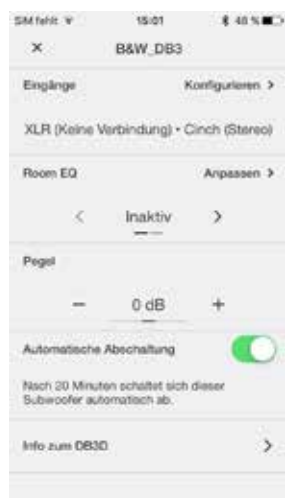 SIM fehlt 15:01 48 %
× B&W_DB3
Eingänge Konfigurieren >
XLR (Keine Verbindung) • Cinch (Stereo)
Room EQ Anpassen >
< Inaktiv >
Pegel
− 0 dB +
Automatische Abschaltung
Nach 20 Minuten schaltet sich dieser
Subwoofer automatisch ab.
Info zum DB3D >